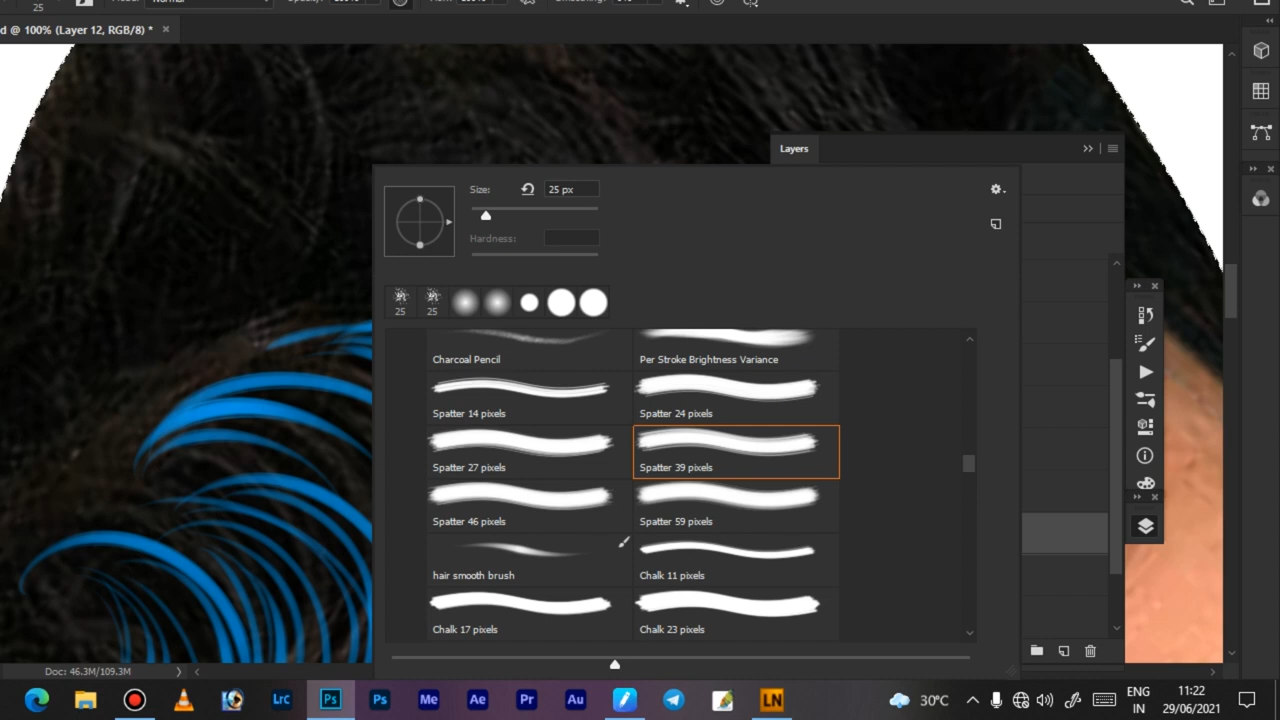 25
d @ 100% (Layer 12, RGB/8) *
Layers
Size:
25 px
Hardness:
25
25
Charcoal Pencil
Per Stroke Brightness Variance
Spatter 14 pixels
Spatter 24 pixels
Spatter 27 pixels
Spatter 39 pixels
Spatter 46 pixels
Spatter 59 pixels
hair smooth brush
Chalk 11 pixels
Chalk 17 pixels
Chalk 23 pixels
Doc: 46.3M/109.3M
LrC
Ps
Ps
Me
Ae
Pr
Au
LN
30°C
ENG
IN
11:22
29/06/2021